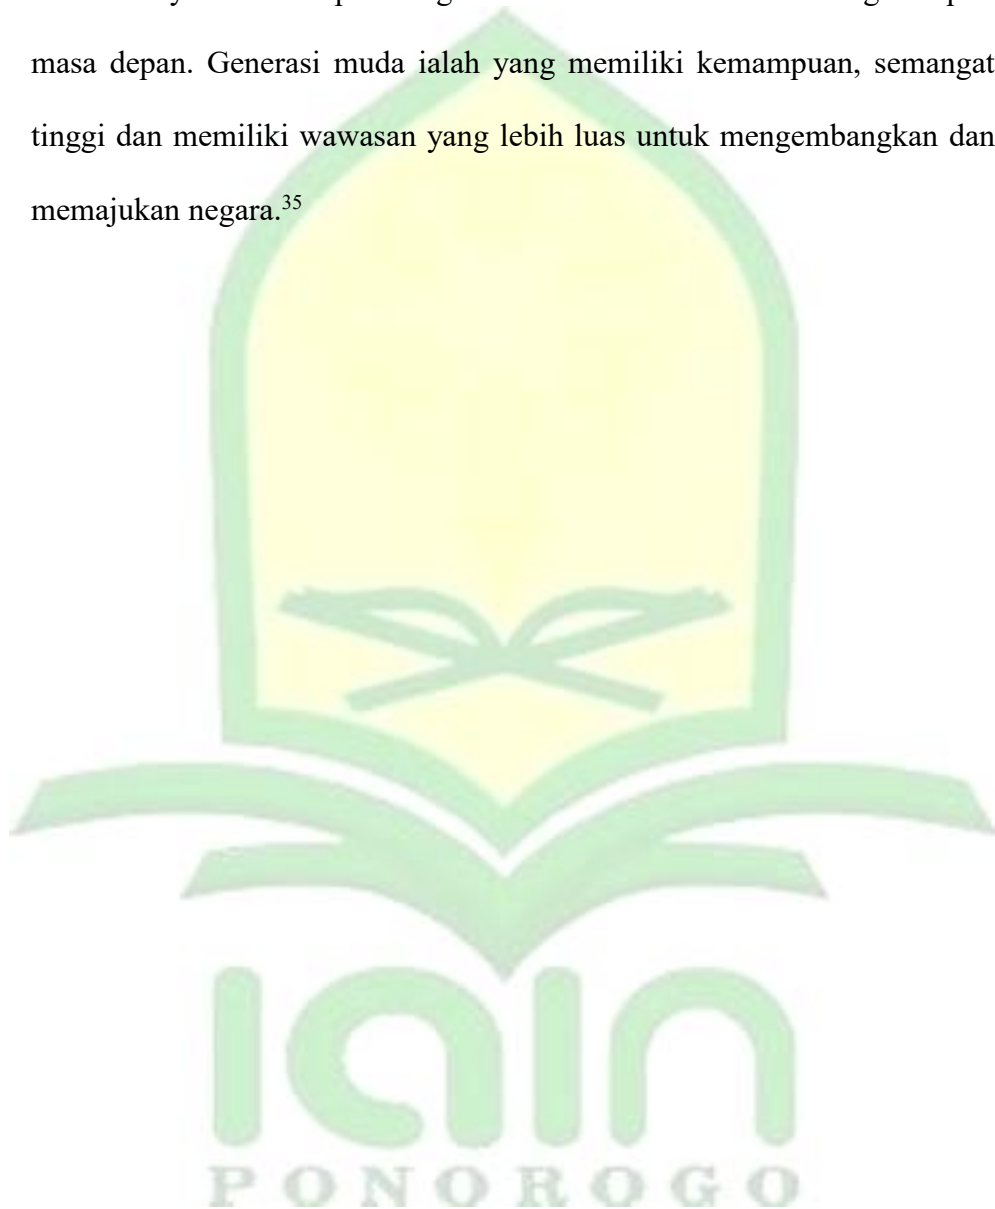 masa depan. Generasi muda ialah yang memiliki kemampuan, semangat
tinggi dan memiliki wawasan yang lebih luas untuk mengembangkan dan
memajukan negara.³⁵
iain
PONOROGO